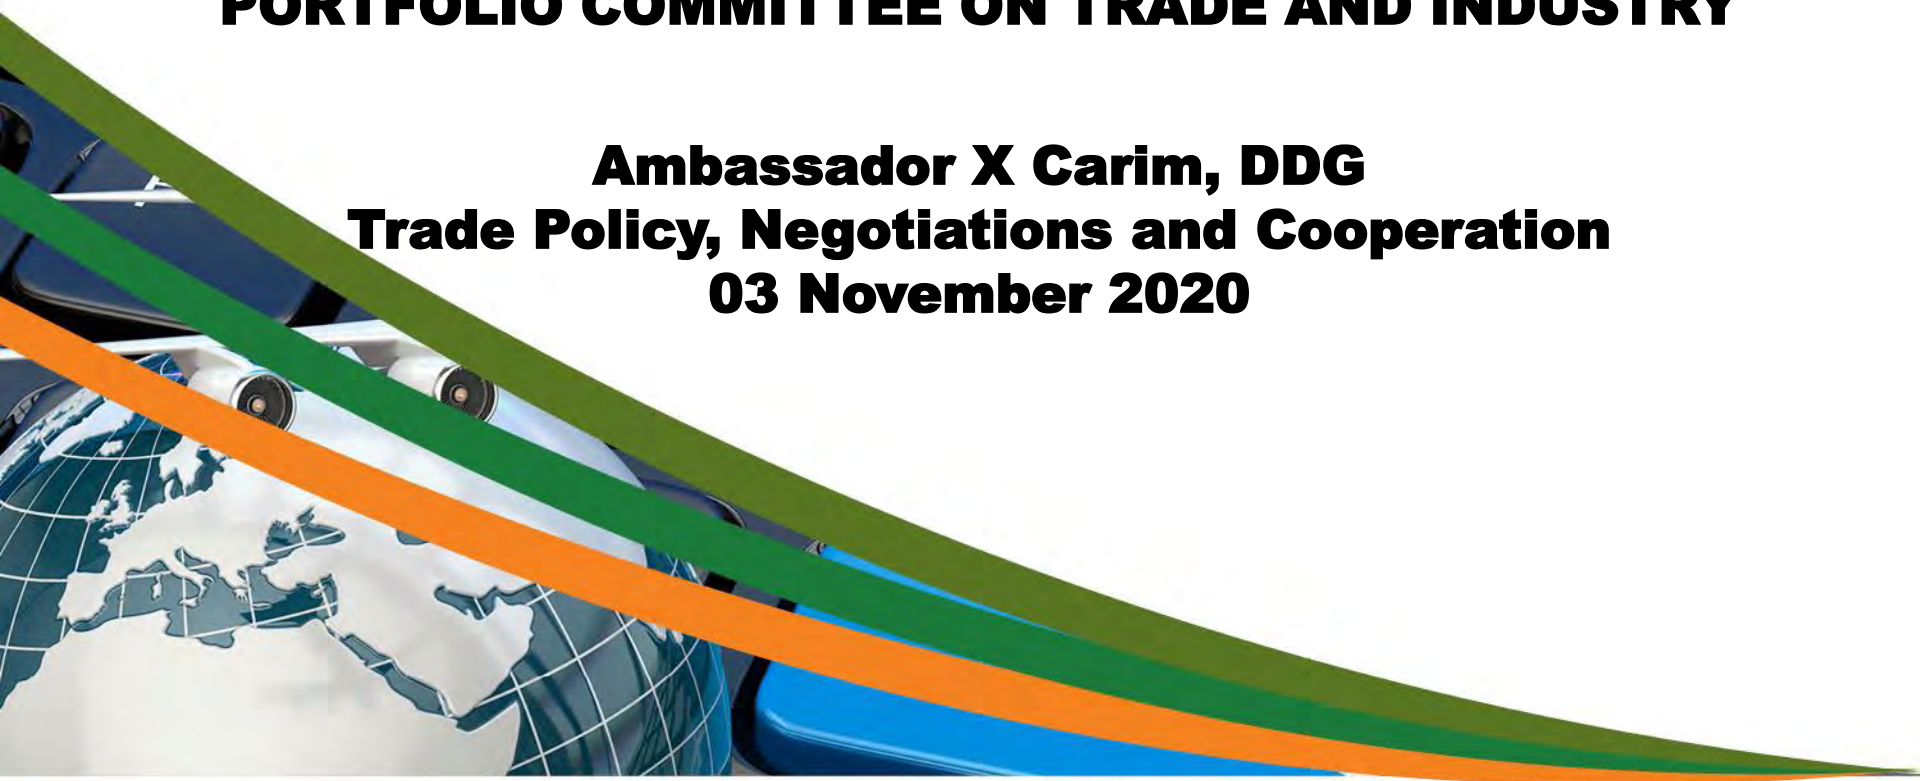 PORTFOLIO COMMITTEE ON TRADE AND INDUSTRY
Ambassador X Carim, DDG
Trade Policy, Negotiations and Cooperation
03 November 2020